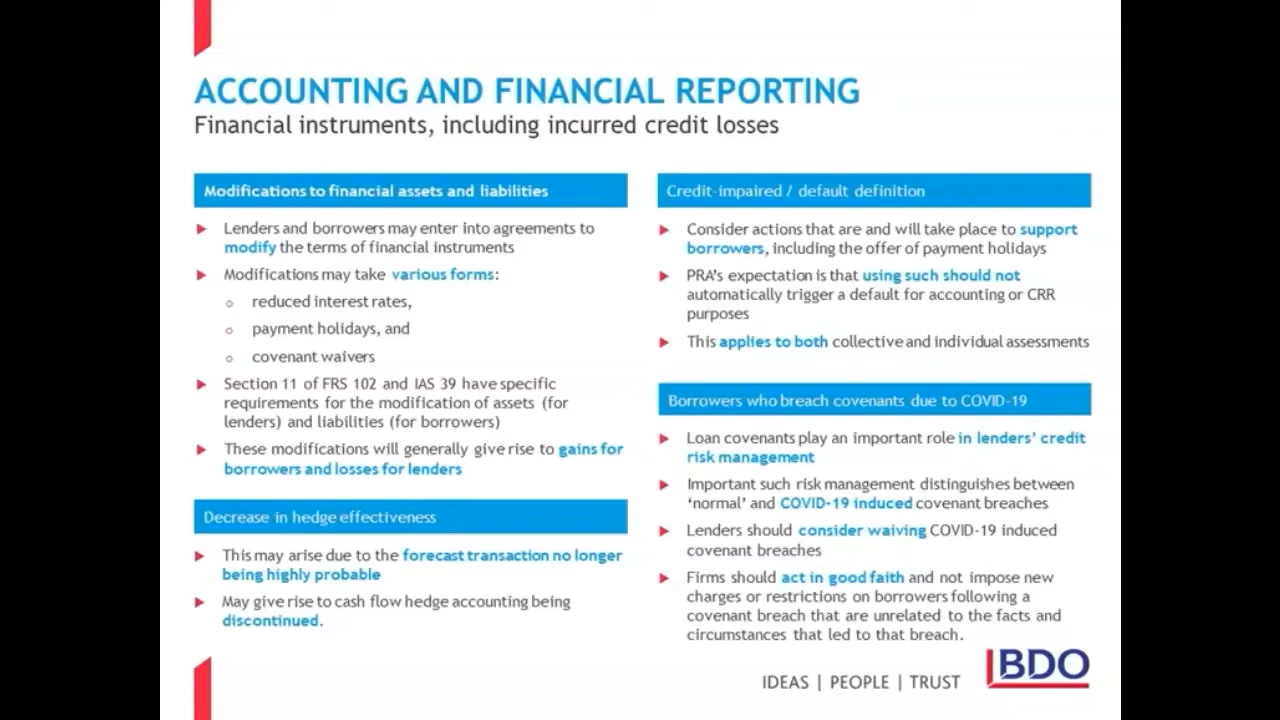 ACCOUNTING AND FINANCIAL REPORTING
Financial instruments, including incurred credit losses
Modifications to financial assets and liabilities
Lenders and borrowers may enter into agreements to
modify the terms of financial instruments
Modifications may take various forms:
reduced interest rates,
payment holidays, and
covenant waivers
Section 11 of FRS 102 and IAS 39 have specific
requirements for the modification of assets (for
lenders) and liabilities (for borrowers)
These modifications will generally give rise to gains for
borrowers and losses for lenders
Decrease in hedge effectiveness
This may arise due to the forecast transaction no longer
being highly probable
May give rise to cash flow hedge accounting being
discontinued.
Credit-impaired / default definition
Consider actions that are and will take place to support
borrowers, including the offer of payment holidays
PRA's expectation is that using such should not
automatically trigger a default for accounting or CRR
purposes
This applies to both collective and individual assessments
Borrowers who breach covenants due to COVID-19
Loan covenants play an important role in lenders' credit
risk management
Important such risk management distinguishes between
'normal' and COVID-19 induced covenant breaches
Lenders should consider waiving COVID-19 induced
covenant breaches
Firms should act in good faith and not impose new
charges or restrictions on borrowers following a
covenant breach that are unrelated to the facts and
circumstances that led to that breach.
IDEAS | PEOPLE | TRUST
BDO